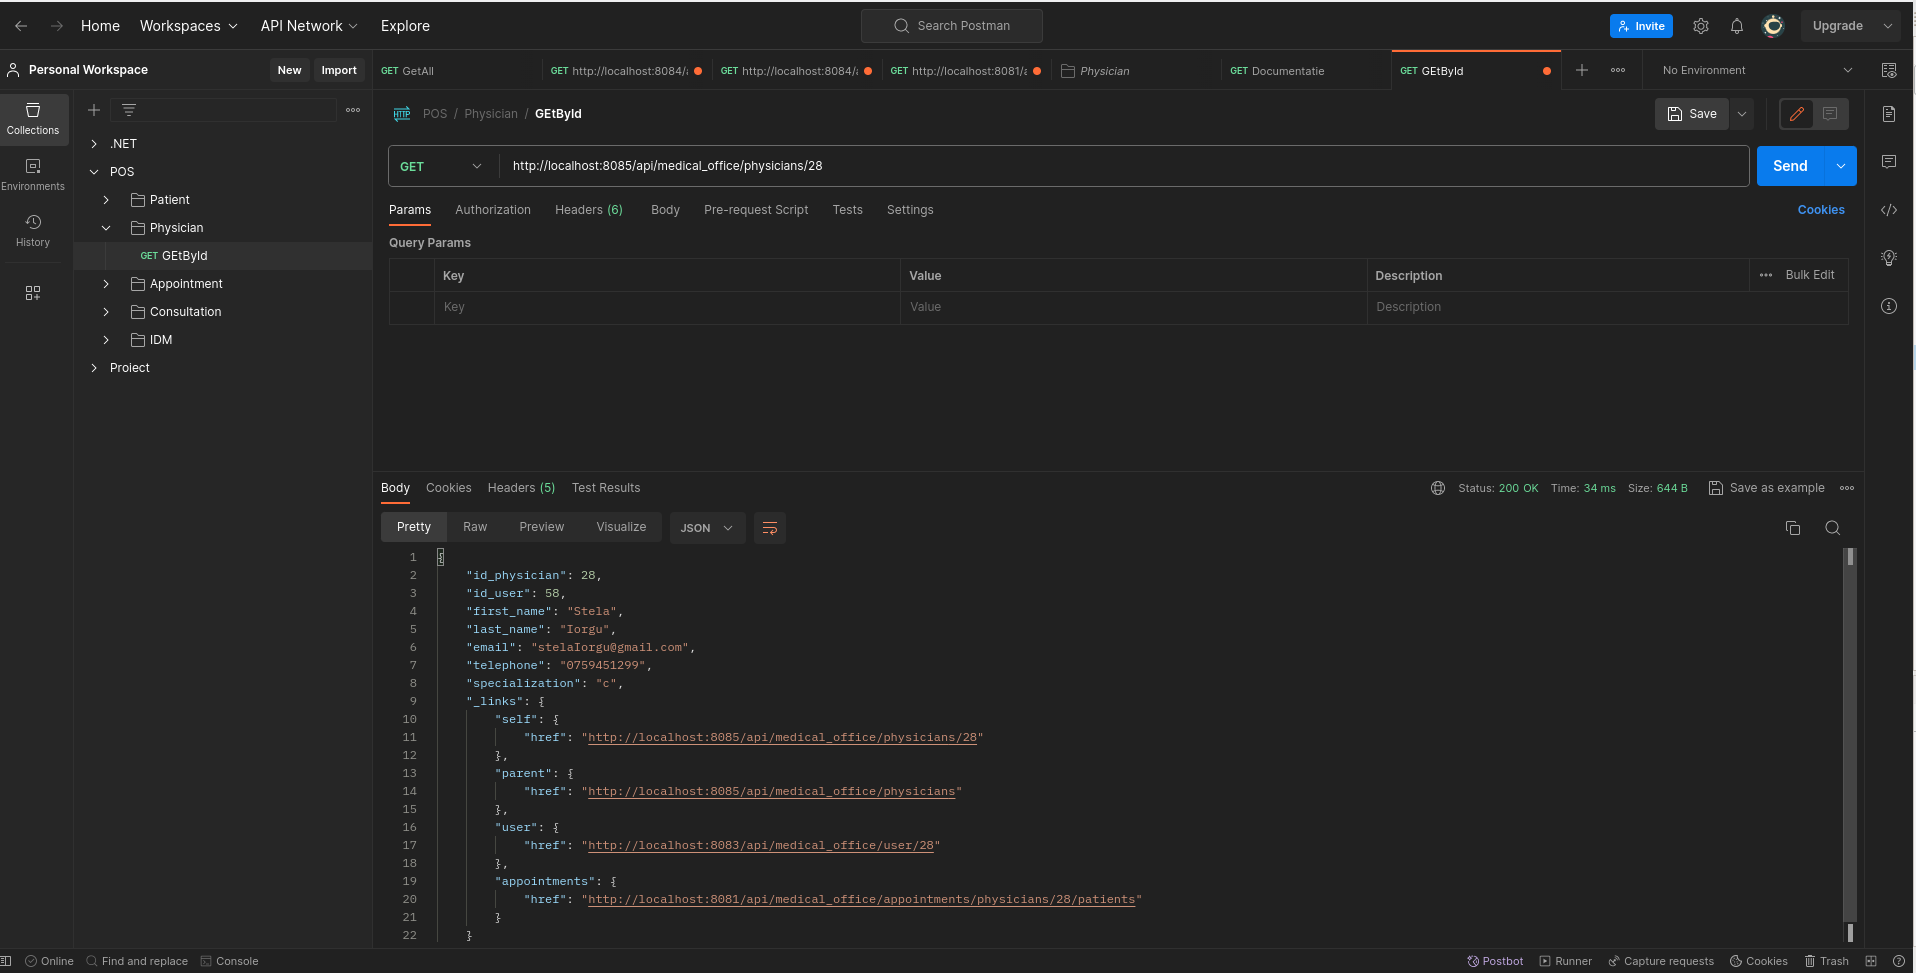 Home Workspaces API Network Explore Search Postman Invite Upgrade
Personal Workspace New Import
GET GetAll GET http://localhost:8084/ GET http://localhost:8084/ GET http://localhost:8081/ Physician GET Documentatie GET GEtById No Environment
Collections
Environments
History
.NET
POS
Patient
Physician
GET GEtById
Appointment
Consultation
IDM
Proiect
HTTP POS / Physician / GEtById Save
GET http://localhost:8085/api/medical_office/physicians/28 Send
Params Authorization Headers (6) Body Pre-request Script Tests Settings Cookies
Query Params
Key Value Description Bulk Edit
Key Value Description
Body Cookies Headers (5) Test Results Status: 200 OK Time: 34 ms Size: 644 B Save as example
Pretty Raw Preview Visualize JSON
1 {
2 "id_physician": 28,
3 "id_user": 58,
4 "first_name": "Stela",
5 "last_name": "Iorgu",
6 "email": "stelaIorgu@gmail.com",
7 "telephone": "0759451299",
8 "specialization": "c",
9 "_links": {
10 "self": {
11 "href": "http://localhost:8085/api/medical_office/physicians/28"
12 },
13 "parent": {
14 "href": "http://localhost:8085/api/medical_office/physicians"
15 },
16 "user": {
17 "href": "http://localhost:8083/api/medical_office/user/28"
18 },
19 "appointments": {
20 "href": "http://localhost:8081/api/medical_office/appointments/physicians/28/patients"
21 }
22 }
Online Find and replace Console Postbot Runner Capture requests Cookies Trash